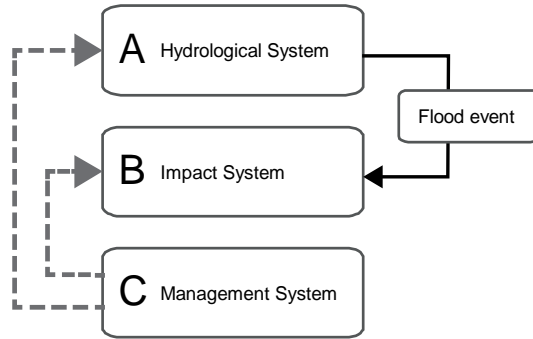 A Hydrological System
Flood event
B Impact System
C Management System